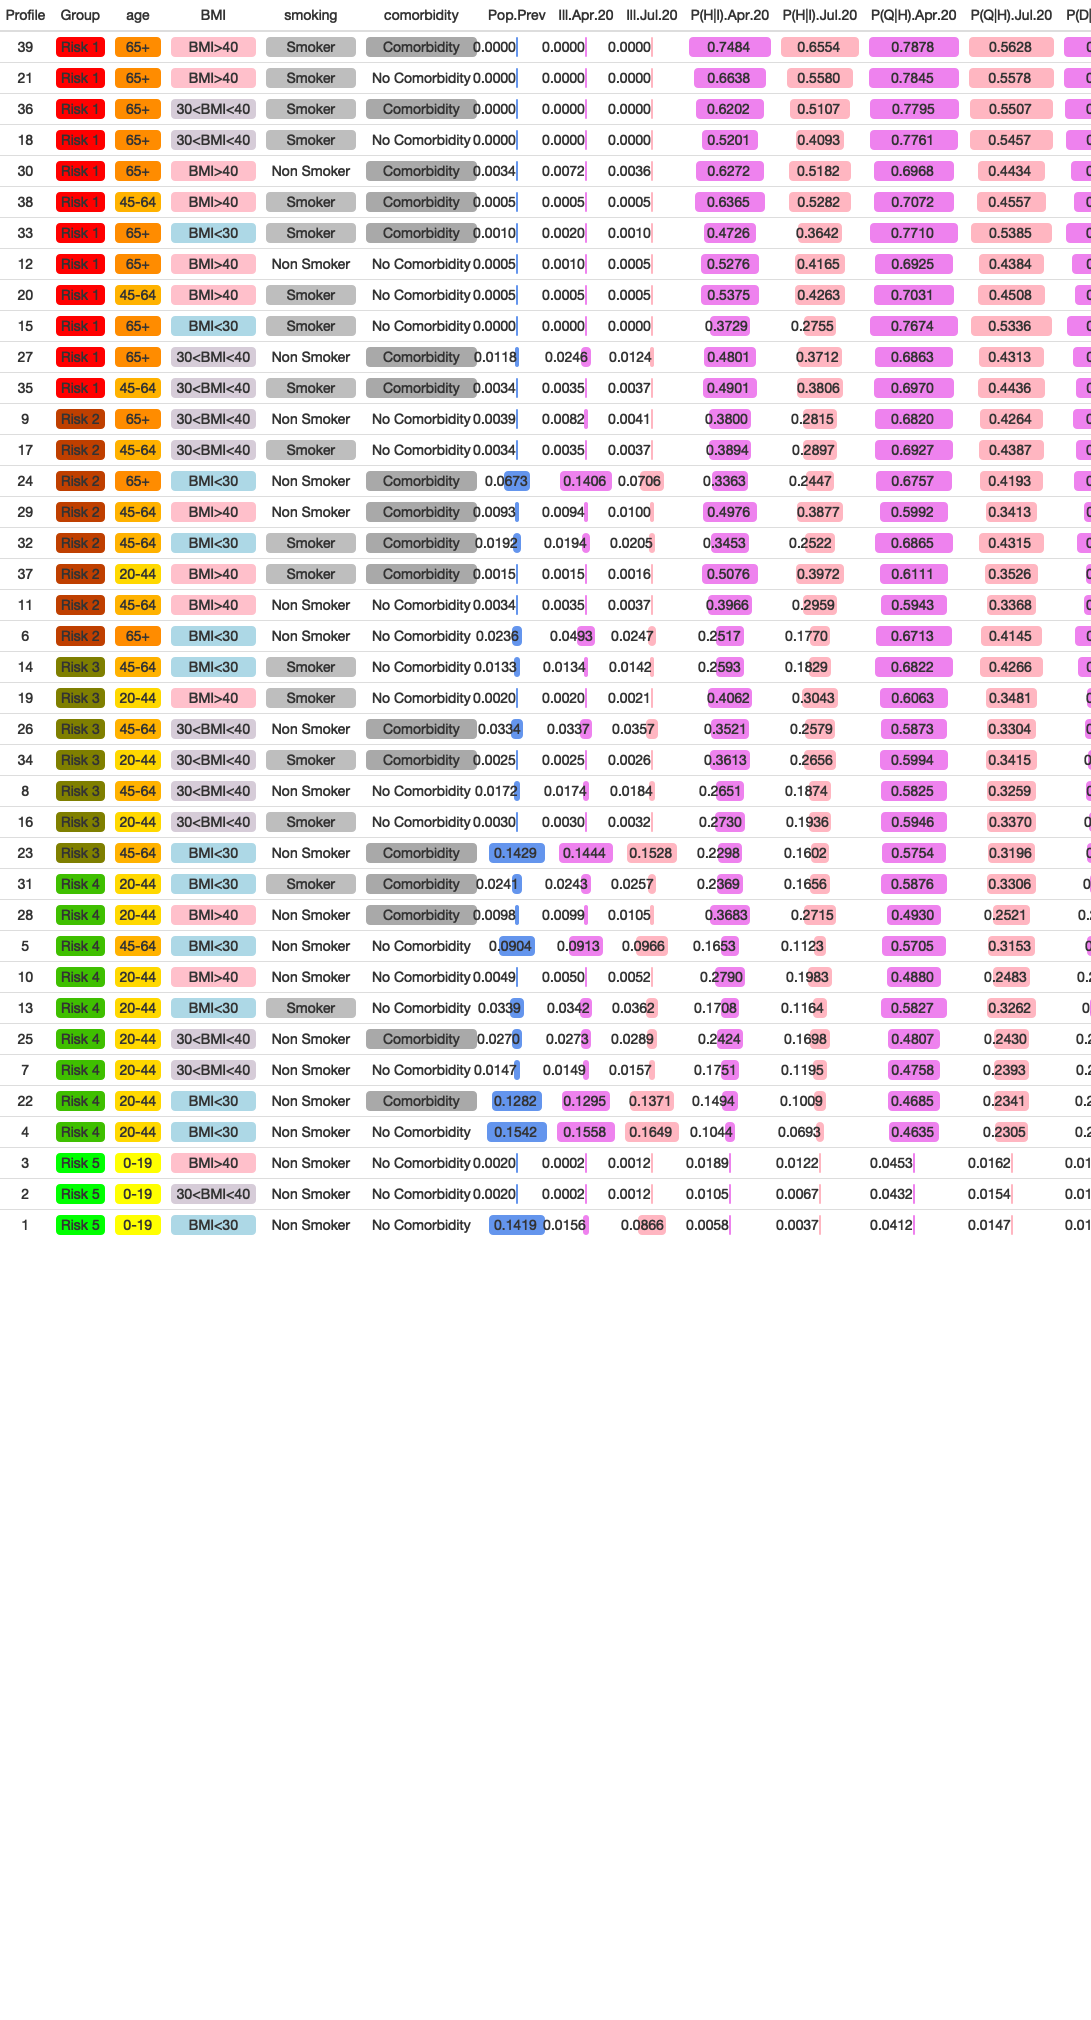 Profile Group age BMI smoking comorbidity Pop.Prev Ill.Apr.20 Ill.Jul.20 P(H|I).Apr.20 P(H|I).Jul.20 P(Q|H).Apr.20 P(Q|H).Jul.20 P(D|
39 Risk 1 65+ BMI>40 Smoker Comorbidity 0.0000 0.0000 0.0000 0.7484 0.6554 0.7878 0.5628
21 Risk 1 65+ BMI>40 Smoker No Comorbidity 0.0000 0.0000 0.0000 0.6638 0.5580 0.7845 0.5578
36 Risk 1 65+ 30<BMI<40 Smoker Comorbidity 0.0000 0.0000 0.0000 0.6202 0.5107 0.7795 0.5507
18 Risk 1 65+ 30<BMI<40 Smoker No Comorbidity 0.0000 0.0000 0.0000 0.5201 0.4093 0.7761 0.5457
30 Risk 1 65+ BMI>40 Non Smoker Comorbidity 0.0034 0.0072 0.0036 0.6272 0.5182 0.6968 0.4434
38 Risk 1 45-64 BMI>40 Smoker Comorbidity 0.0005 0.0005 0.0005 0.6365 0.5282 0.7072 0.4557
33 Risk 1 65+ BMI<30 Smoker Comorbidity 0.0010 0.0020 0.0010 0.4726 0.3642 0.7710 0.5385
12 Risk 1 65+ BMI>40 Non Smoker No Comorbidity 0.0005 0.0010 0.0005 0.5276 0.4165 0.6925 0.4384
20 Risk 1 45-64 BMI>40 Smoker No Comorbidity 0.0005 0.0005 0.0005 0.5375 0.4263 0.7031 0.4508
15 Risk 1 65+ BMI<30 Smoker No Comorbidity 0.0000 0.0000 0.0000 0.3729 0.2755 0.7674 0.5336
27 Risk 1 65+ 30<BMI<40 Non Smoker Comorbidity 0.0118 0.0246 0.0124 0.4801 0.3712 0.6863 0.4313
35 Risk 1 45-64 30<BMI<40 Smoker Comorbidity 0.0034 0.0035 0.0037 0.4901 0.3806 0.6970 0.4436
9 Risk 2 65+ 30<BMI<40 Non Smoker No Comorbidity 0.0039 0.0082 0.0041 0.3800 0.2815 0.6820 0.4264
17 Risk 2 45-64 30<BMI<40 Smoker No Comorbidity 0.0034 0.0035 0.0037 0.3894 0.2897 0.6927 0.4387
24 Risk 2 65+ BMI<30 Non Smoker Comorbidity 0.0673 0.1406 0.0706 0.3363 0.2447 0.6757 0.4193
29 Risk 2 45-64 BMI>40 Non Smoker Comorbidity 0.0093 0.0094 0.0100 0.4976 0.3877 0.5992 0.3413
32 Risk 2 45-64 BMI<30 Smoker Comorbidity 0.0192 0.0194 0.0205 0.3453 0.2522 0.6865 0.4315
37 Risk 2 20-44 BMI>40 Smoker Comorbidity 0.0015 0.0015 0.0016 0.5076 0.3972 0.6111 0.3526
11 Risk 2 45-64 BMI>40 Non Smoker No Comorbidity 0.0034 0.0035 0.0037 0.3966 0.2959 0.5943 0.3368
6 Risk 2 65+ BMI<30 Non Smoker No Comorbidity 0.0236 0.0493 0.0247 0.2517 0.1770 0.6713 0.4145
14 Risk 3 45-64 BMI<30 Smoker No Comorbidity 0.0133 0.0134 0.0142 0.2593 0.1829 0.6822 0.4266
19 Risk 3 20-44 BMI>40 Smoker No Comorbidity 0.0020 0.0020 0.0021 0.4062 0.3043 0.6063 0.3481
26 Risk 3 45-64 30<BMI<40 Non Smoker Comorbidity 0.0334 0.0337 0.0357 0.3521 0.2579 0.5873 0.3304
34 Risk 3 20-44 30<BMI<40 Smoker Comorbidity 0.0025 0.0025 0.0026 0.3613 0.2656 0.5994 0.3415
8 Risk 3 45-64 30<BMI<40 Non Smoker No Comorbidity 0.0172 0.0174 0.0184 0.2651 0.1874 0.5825 0.3259
16 Risk 3 20-44 30<BMI<40 Smoker No Comorbidity 0.0030 0.0030 0.0032 0.2730 0.1936 0.5946 0.3370
23 Risk 3 45-64 BMI<30 Non Smoker Comorbidity 0.1429 0.1444 0.1528 0.2298 0.1602 0.5754 0.3196
31 Risk 4 20-44 BMI<30 Smoker Comorbidity 0.0241 0.0243 0.0257 0.2369 0.1656 0.5876 0.3306 0
28 Risk 4 20-44 BMI>40 Non Smoker Comorbidity 0.0098 0.0099 0.0105 0.3683 0.2715 0.4930 0.2521 0.
5 Risk 4 45-64 BMI<30 Non Smoker No Comorbidity 0.0904 0.0913 0.0966 0.1653 0.1123 0.5705 0.3153
10 Risk 4 20-44 BMI>40 Non Smoker No Comorbidity 0.0049 0.0050 0.0052 0.2790 0.1983 0.4880 0.2483 0.2
13 Risk 4 20-44 BMI<30 Smoker No Comorbidity 0.0339 0.0342 0.0362 0.1708 0.1164 0.5827 0.3262 0
25 Risk 4 20-44 30<BMI<40 Non Smoker Comorbidity 0.0270 0.0273 0.0289 0.2424 0.1698 0.4807 0.2430 0.2
7 Risk 4 20-44 30<BMI<40 Non Smoker No Comorbidity 0.0147 0.0149 0.0157 0.1751 0.1195 0.4758 0.2393 0.2
22 Risk 4 20-44 BMI<30 Non Smoker Comorbidity 0.1282 0.1295 0.1371 0.1494 0.1009 0.4685 0.2341 0.2
4 Risk 4 20-44 BMI<30 Non Smoker No Comorbidity 0.1542 0.1558 0.1649 0.1044 0.0693 0.4635 0.2305 0.2
3 Risk 5 0-19 BMI>40 Non Smoker No Comorbidity 0.0020 0.0002 0.0012 0.0189 0.0122 0.0453 0.0162 0.01
2 Risk 5 0-19 30<BMI<40 Non Smoker No Comorbidity 0.0020 0.0002 0.0012 0.0105 0.0067 0.0432 0.0154 0.01
1 Risk 5 0-19 BMI<30 Non Smoker No Comorbidity 0.1419 0.0156 0.0866 0.0058 0.0037 0.0412 0.0147 0.01